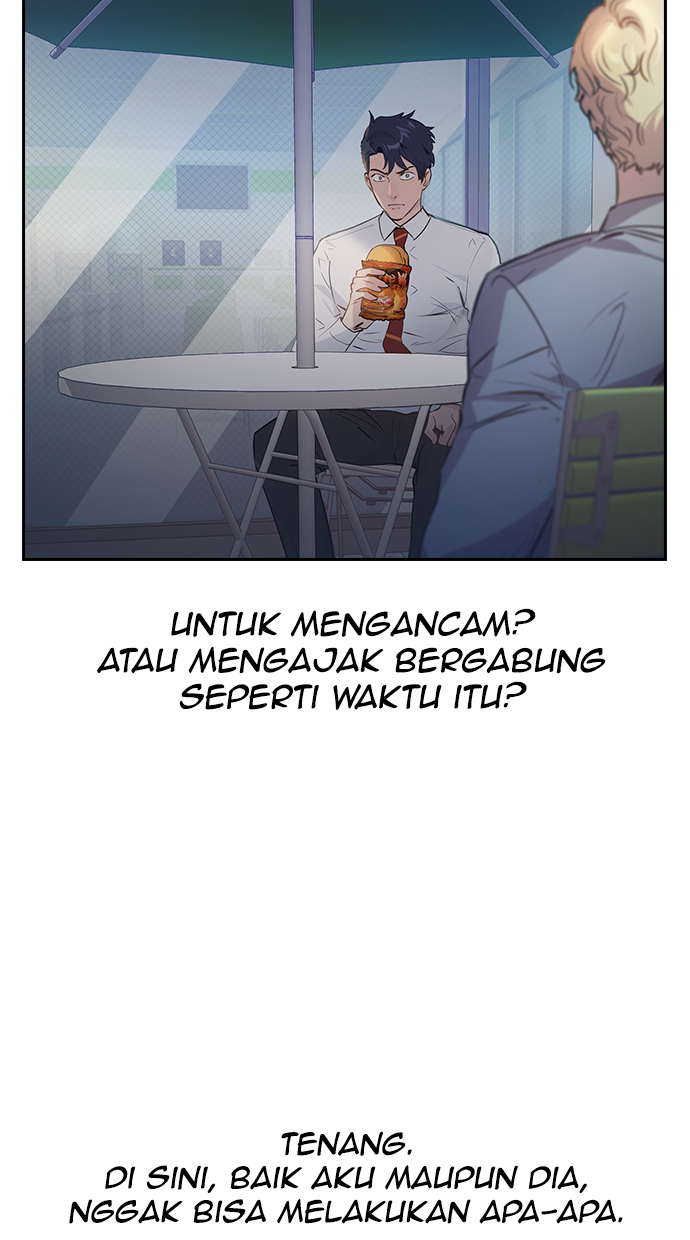 UNTUK MENGANCAM?
ATAU MENGAJAK BERGABUNG
SEPERTI WAKTU ITU?
TENANG.
DI SINI, BAIK AKU MAUPUN DIA,
NGGAK BISA MELAKUKAN APA-APA.